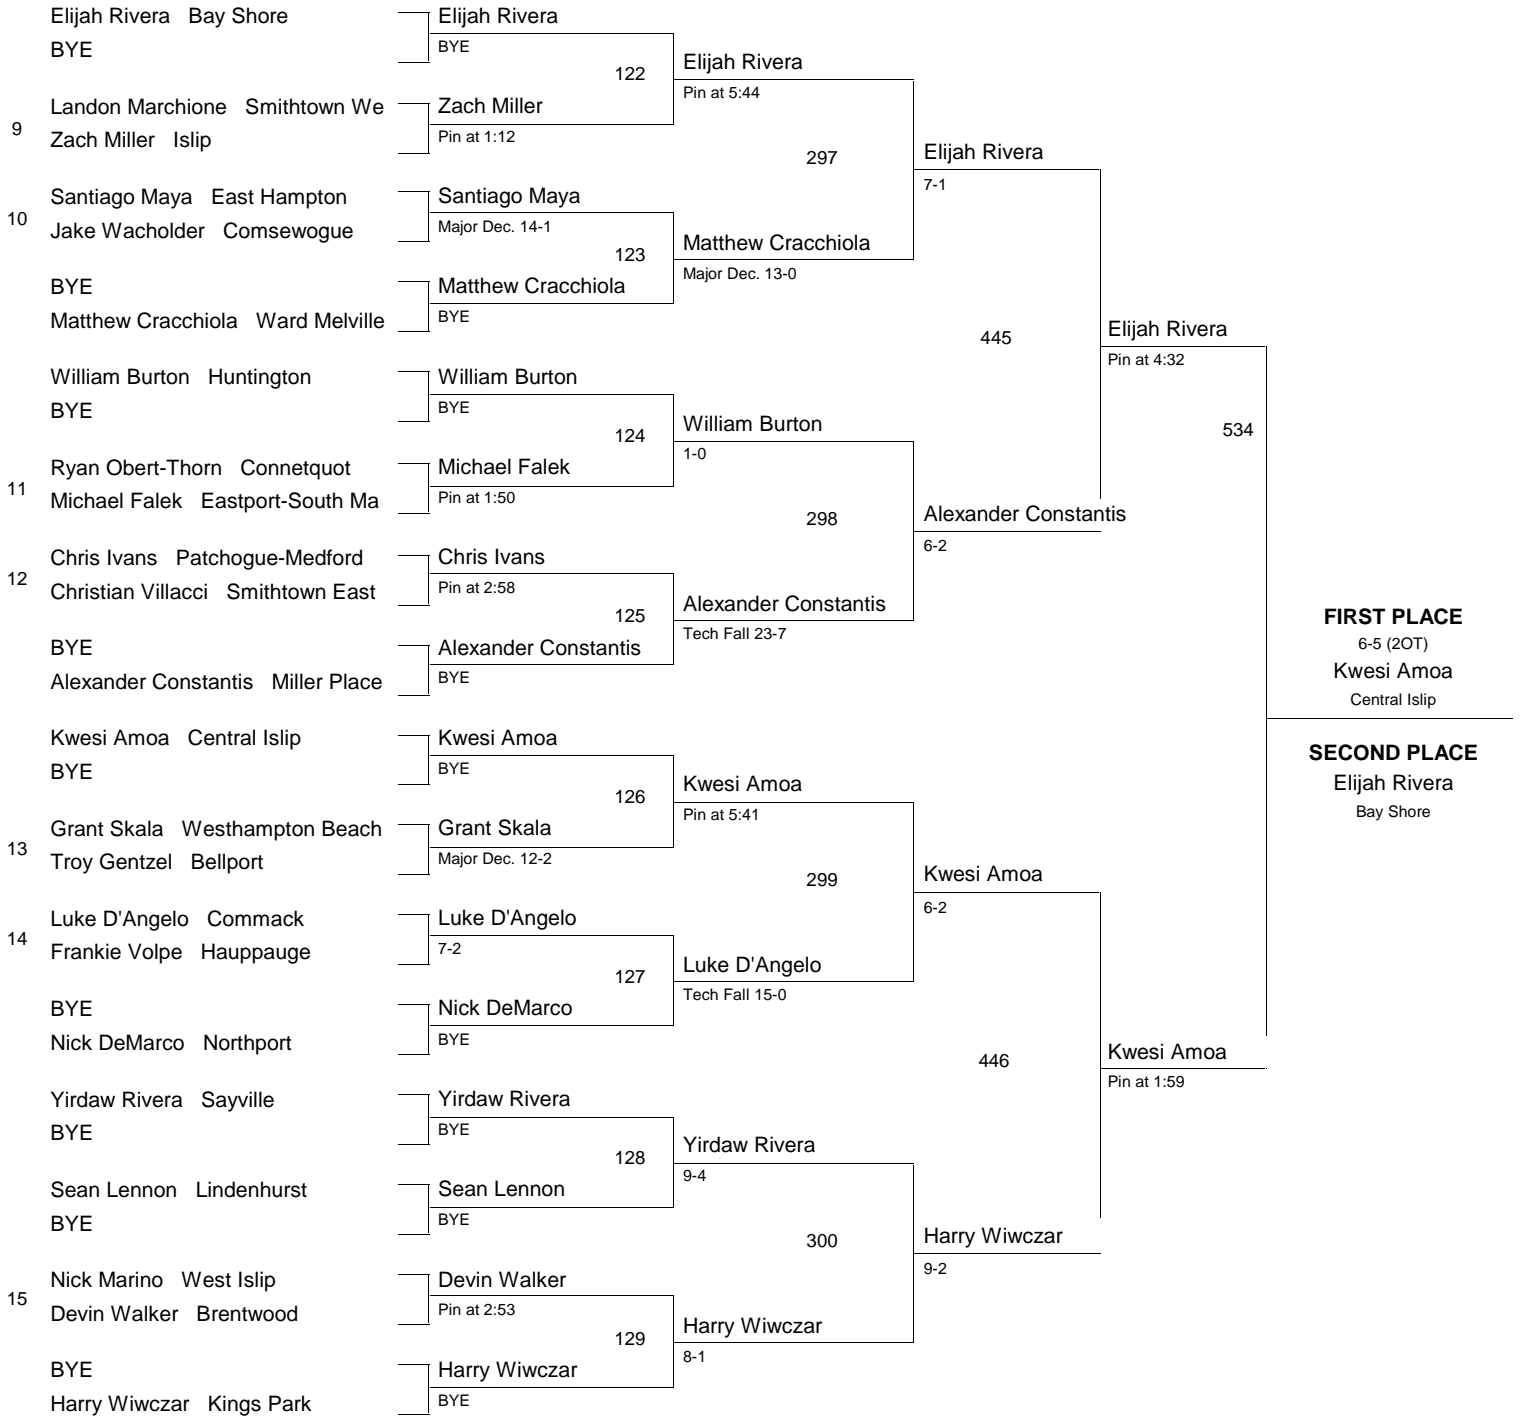 Elijah Rivera Bay Shore
BYE
9
Landon Marchione Smithtown We
Zach Miller Islip
10
Santiago Maya East Hampton
Jake Wacholder Comsewogue
BYE
Matthew Cracchiola Ward Melville
William Burton Huntington
BYE
11
Ryan Obert-Thorn Connetquot
Michael Falek Eastport-South Ma
12
Chris Ivans Patchogue-Medford
Christian Villacci Smithtown East
BYE
Alexander Constantis Miller Place
Kwesi Amoa Central Islip
BYE
13
Grant Skala Westhampton Beach
Troy Gentzel Bellport
14
Luke D'Angelo Commack
Frankie Volpe Hauppauge
BYE
Nick DeMarco Northport
Yirdaw Rivera Sayville
BYE
Sean Lennon Lindenhurst
BYE
15
Nick Marino West Islip
Devin Walker Brentwood
BYE
Harry Wiwczar Kings Park
Elijah Rivera
BYE
122
Zach Miller
Pin at 1:12
Santiago Maya
Major Dec. 14-1
123
Matthew Cracchiola
BYE
William Burton
BYE
124
Michael Falek
Pin at 1:50
Chris Ivans
Pin at 2:58
125
Alexander Constantis
BYE
Kwesi Amoa
BYE
126
Grant Skala
Major Dec. 12-2
Luke D'Angelo
7-2
127
Nick DeMarco
BYE
Yirdaw Rivera
BYE
128
Sean Lennon
BYE
Devin Walker
Pin at 2:53
129
Harry Wiwczar
BYE
Elijah Rivera
Pin at 5:44
297
Matthew Cracchiola
Major Dec. 13-0
William Burton
1-0
298
Alexander Constantis
Tech Fall 23-7
Kwesi Amoa
Pin at 5:41
299
Luke D'Angelo
Tech Fall 15-0
Yirdaw Rivera
9-4
300
Harry Wiwczar
8-1
Elijah Rivera
7-1
445
Alexander Constantis
6-2
Kwesi Amoa
6-2
446
Harry Wiwczar
9-2
Elijah Rivera
Pin at 4:32
534
Kwesi Amoa
Pin at 1:59
FIRST PLACE
6-5 (2OT)
Kwesi Amoa
Central Islip
SECOND PLACE
Elijah Rivera
Bay Shore